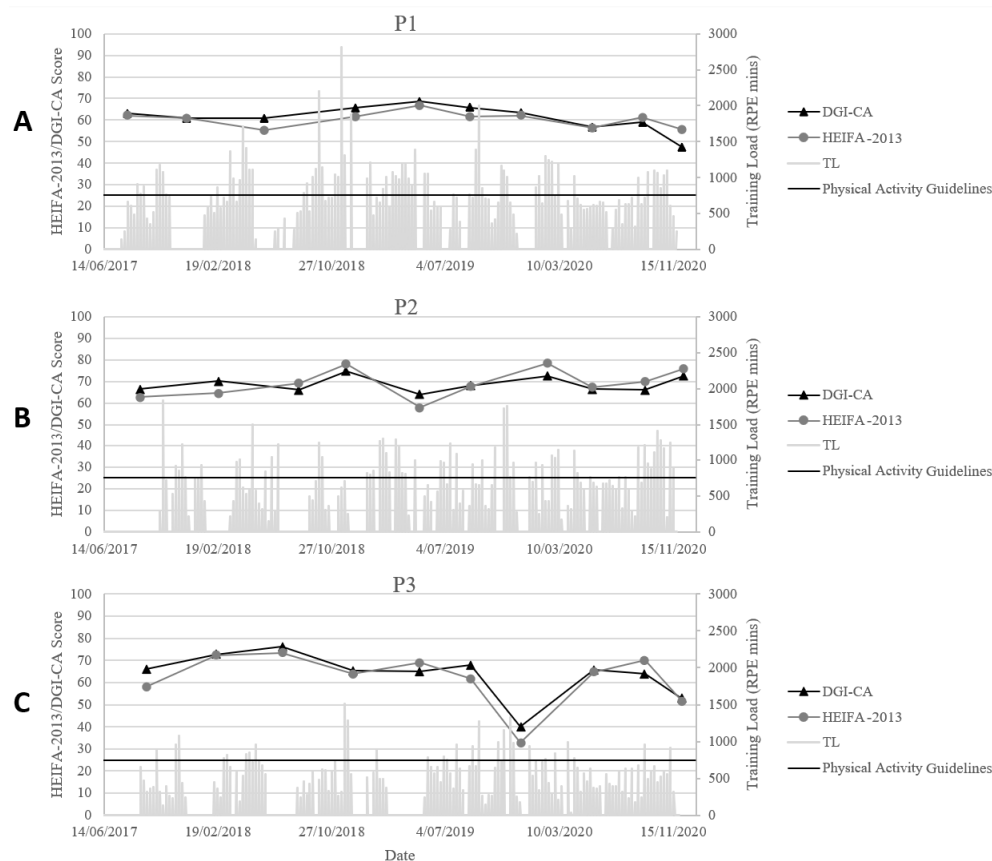 P1
A
HEIFA-2013/DGI-CA Score
100
90
80
70
60
50
40
30
20
10
0
3000
2500
2000
1500
1000
500
0
Training Load (RPE mins)
14/06/2017 19/02/2018 27/10/2018 4/07/2019 10/03/2020 15/11/2020
DGI-CA
HEIFA-2013
TL
Physical Activity Guidelines
P2
B
HEIFA-2013/DGI-CA Score
100
90
80
70
60
50
40
30
20
10
0
3000
2500
2000
1500
1000
500
0
Training Load (RPE mins)
14/06/2017 19/02/2018 27/10/2018 4/07/2019 10/03/2020 15/11/2020
DGI-CA
HEIFA-2013
TL
Physical Activity Guidelines
P3
C
HEIFA-2013/DGI-CA Score
100
90
80
70
60
50
40
30
20
10
0
3000
2500
2000
1500
1000
500
0
Training Load (RPE mins)
14/06/2017 19/02/2018 27/10/2018 4/07/2019 10/03/2020 15/11/2020
Date
DGI-CA
HEIFA-2013
TL
Physical Activity Guidelines